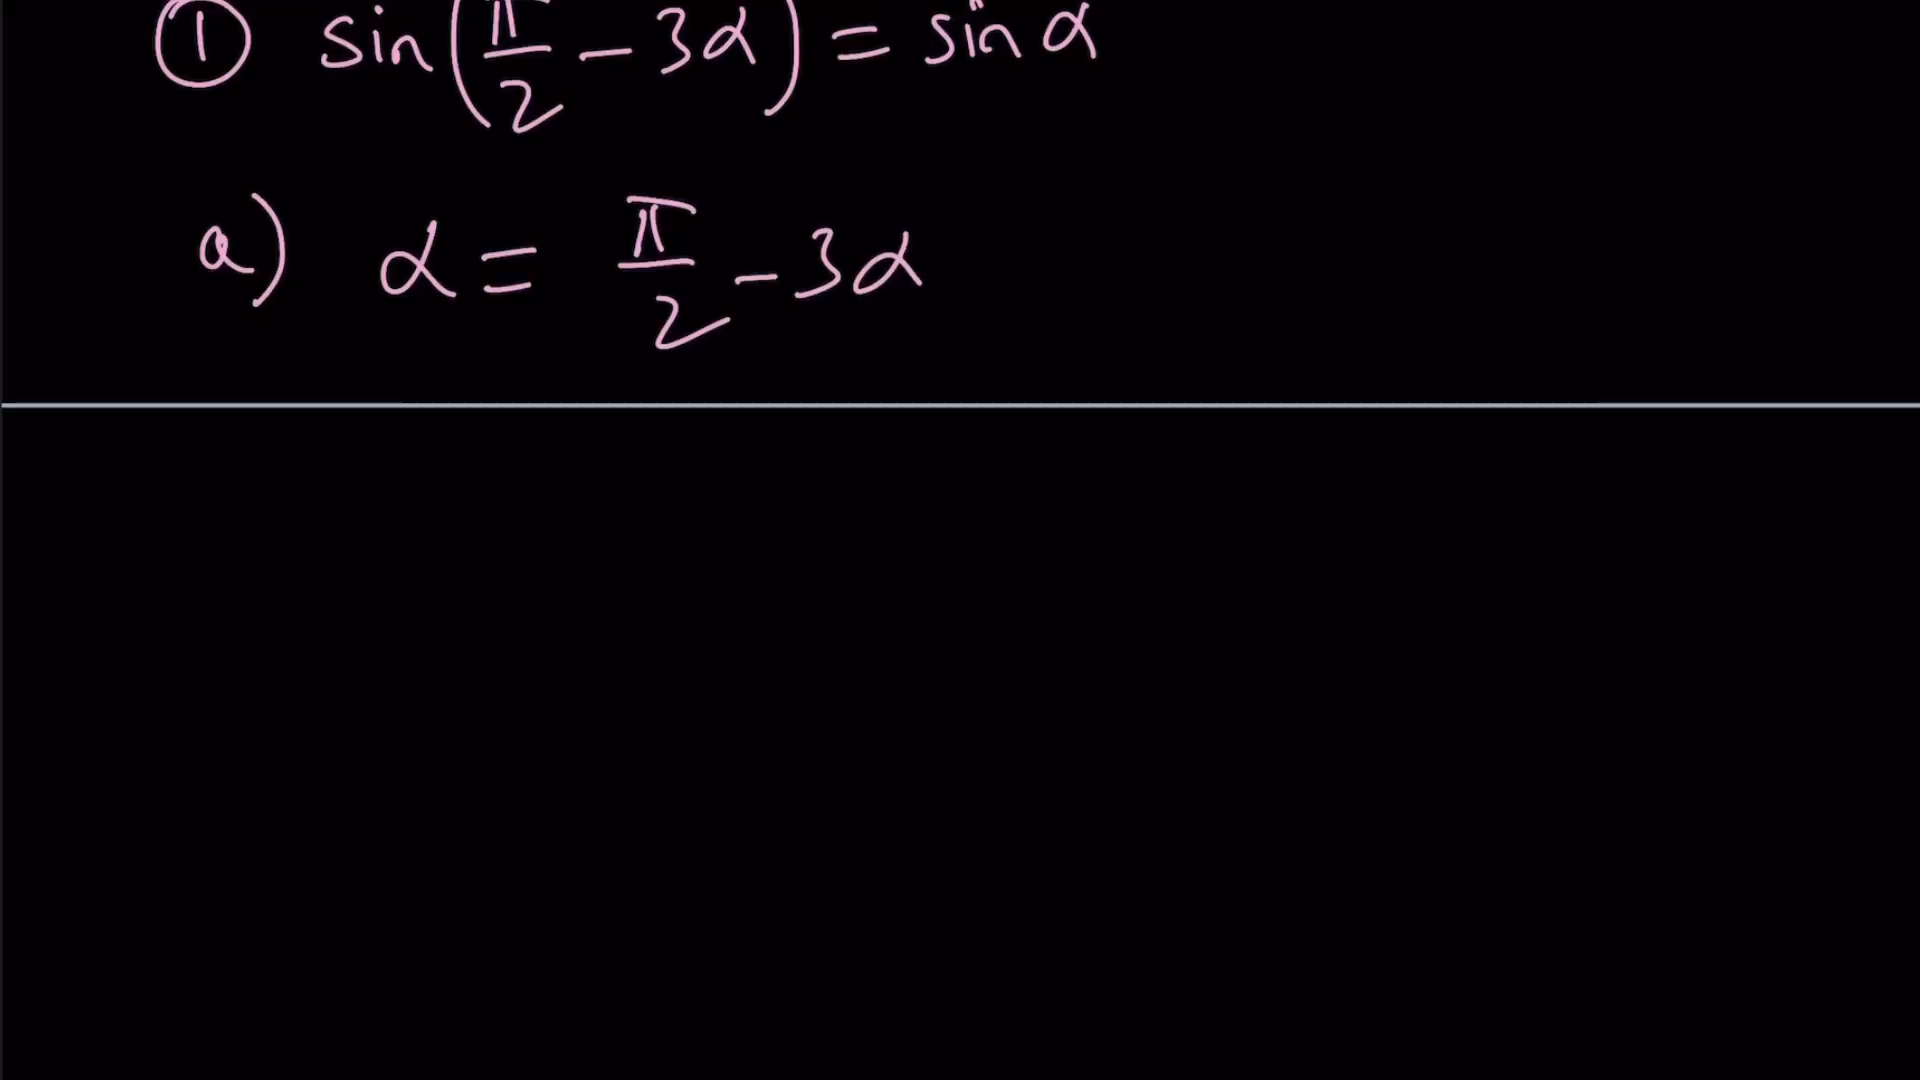 ① sin(π/2 - 3α) = sin α
a) α = π/2 - 3α